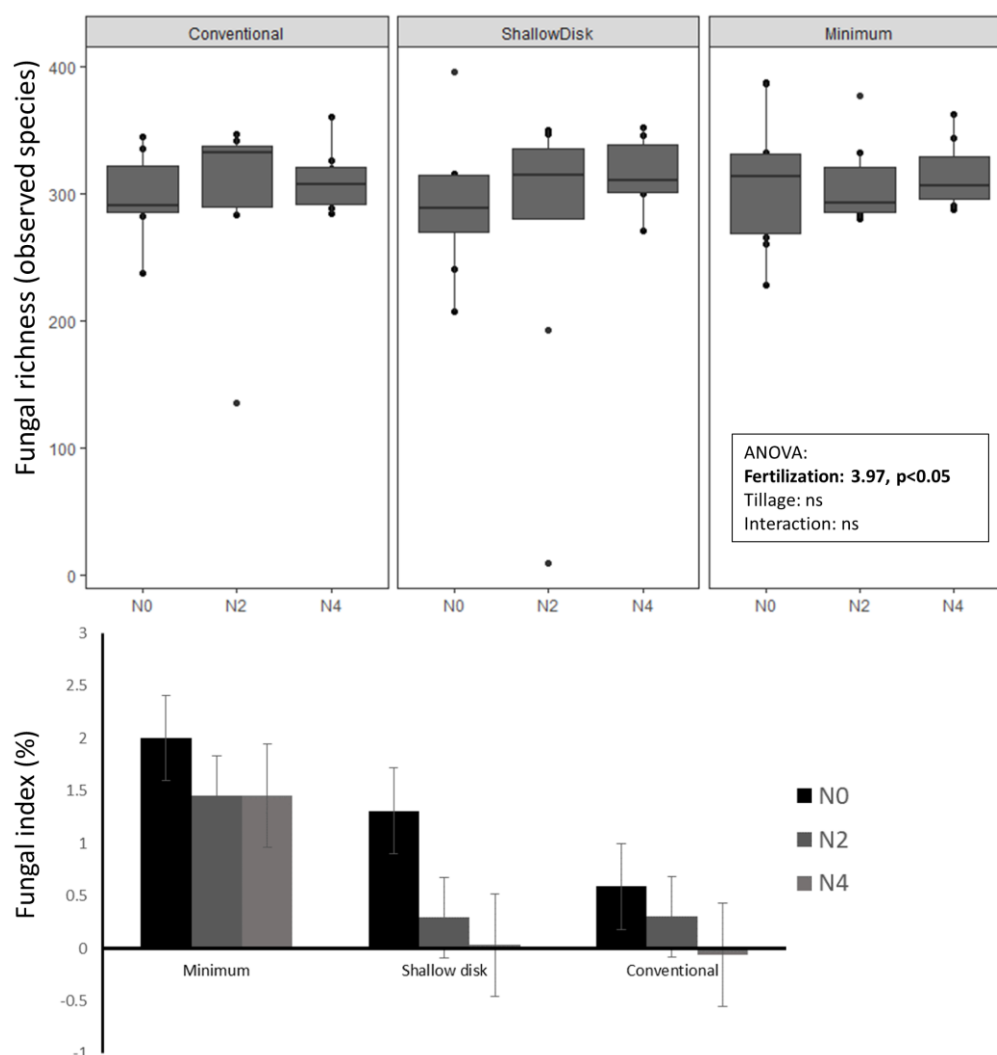 Conventional
ShallowDisk
Minimum
Fungal richness (observed species)
400
300
200
100
0
ANOVA:
Fertilization: 3.97, p<0.05
Tillage: ns
Interaction: ns
N0
N2
N4
N0
N2
N4
N0
N2
N4
Fungal index (%)
3
2.5
2
1.5
1
0.5
0
-0.5
-1
Minimum
Shallow disk
Conventional
N0
N2
N4